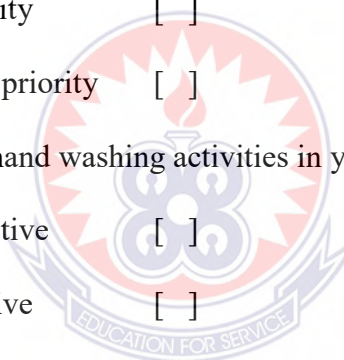 ity [ ]
priority [ ]
hand washing activities in y
tive [ ]
ive [ ]
EDUCATION FOR SERVICE